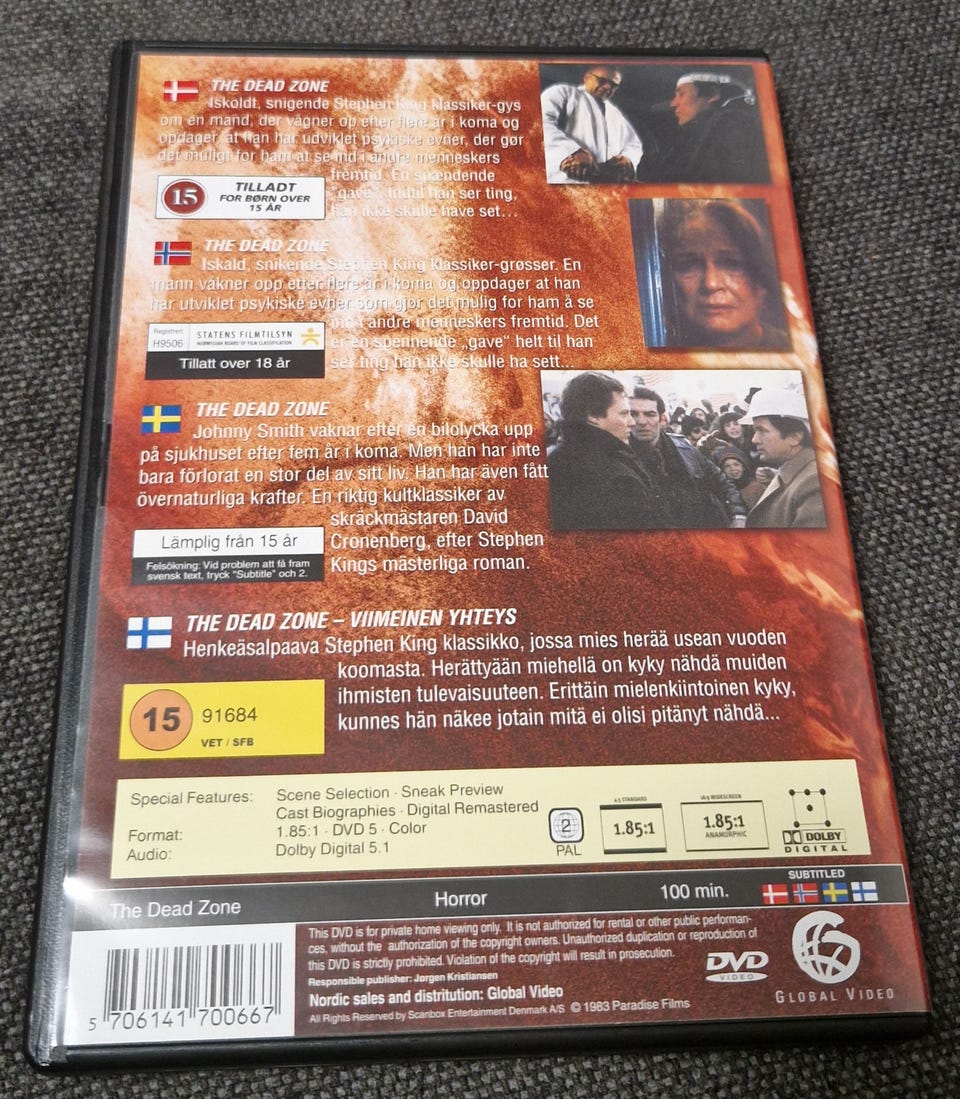 THE DEAD ZONE
Iskoldt, snigende Stephen King klassiker-gys
om en mand, der vågner op efter flere år i koma og
opdager, at han har udviklet psykiske evner, der gør
det muligt for ham at se ind i andre menneskers
fremtid. En spændende
"gave". Indtil han ser ting,
han ikke skulle have set...
15 TILLADT
FOR BØRN OVER
15 ÅR
THE DEAD ZONE
Iskald, snikende Stephen King klassiker-grøsser. En
mann våkner opp etter flere år i koma og oppdager at han
har utviklet psykiske evner som gjør det mulig for ham å se
inn i andre menneskers fremtid. Det
er en spennende „gave" helt til han
ser ting han ikke skulle ha sett...
Registrert
H9506
STATENS FILMTILSYN
NORWEGIAN BOARD OF FILM CLASSIFICATION
Tillatt over 18 år
THE DEAD ZONE
Johnny Smith vaknar efter en bilolycka upp
på sjukhuset efter fem år i koma. Men han har inte
bara förlorat en stor del av sitt liv. Han har även fått
övernaturliga krafter. En riktig kultklassiker av
skräckmästaren David
Cronenberg, efter Stephen
Kings mästerliga roman.
Lämplig från 15 år
Felsökning: Vid problem att få fram
svensk text, tryck "Subtitle" och 2.
THE DEAD ZONE – VIIMEINEN YHTEYS
Henkeäsalpaava Stephen King klassikko, jossa mies herää usean vuoden
koomasta. Herättyään miehellä on kyky nähdä muiden
ihmisten tulevaisuuteen. Erittäin mielenkiintoinen kyky,
kunnes hän näkee jotain mitä ei olisi pitänyt nähdä...
15 91684
VET / SFB
Special Features: Scene Selection · Sneak Preview
Cast Biographies · Digital Remastered
Format: 1.85:1 · DVD 5 · Color
Audio: Dolby Digital 5.1
2
PAL
4:3 STANDARD
1.85:1
16:9 WIDESCREEN
1.85:1
ANAMORPHIC
DOLBY
DIGITAL
The Dead Zone Horror 100 min. SUBTITLED
This DVD is for private home viewing only. It is not authorized for rental or other public performan-
ces, without the authorization of the copyright owners. Unauthorized duplication or reproduction of
this DVD is strictly prohibited. Violation of the copyright will result in prosecution.
Responsible publisher: Jørgen Kristiansen
Nordic sales and distritution: Global Video
All Rights Reserved by Scanbox Entertainment Denmark A/S © 1983 Paradise Films
DVD
VIDEO
GLOBAL VIDEO
5 706141 700667